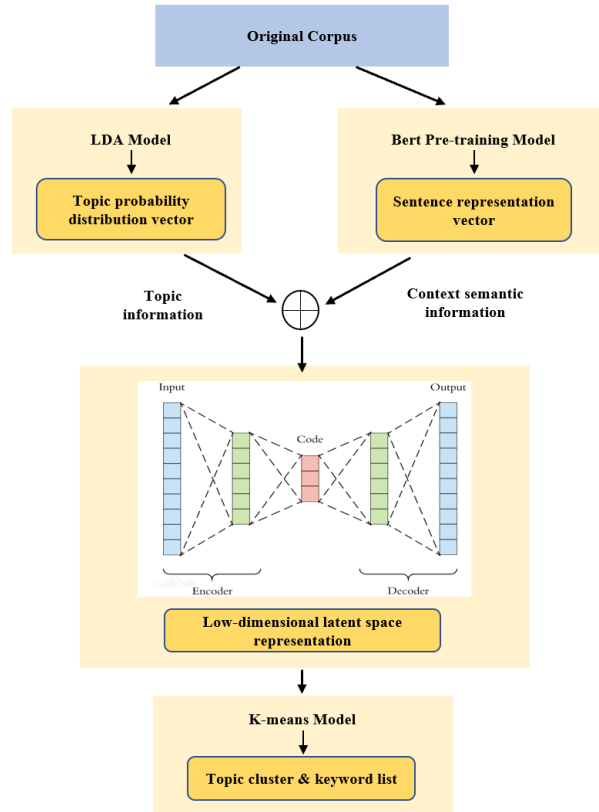 Original Corpus
LDA Model
Topic probability
distribution vector
Bert Pre-training Model
Sentence representation
vector
Topic
information
Context semantic
information
Input
Output
Code
Encoder
Decoder
Low-dimensional latent space
representation
K-means Model
Topic cluster & keyword list